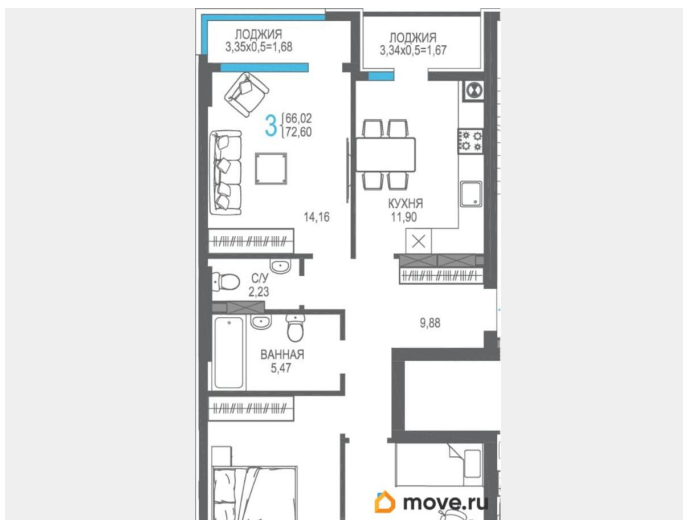 ЛОДЖИЯ
3,35х0,5=1,68
ЛОДЖИЯ
3,34х0,5=1,67
3
66,02
72,60
14,16
КУХНЯ
11,90
С/У
2,23
9,88
ВАННАЯ
5,47
move.ru